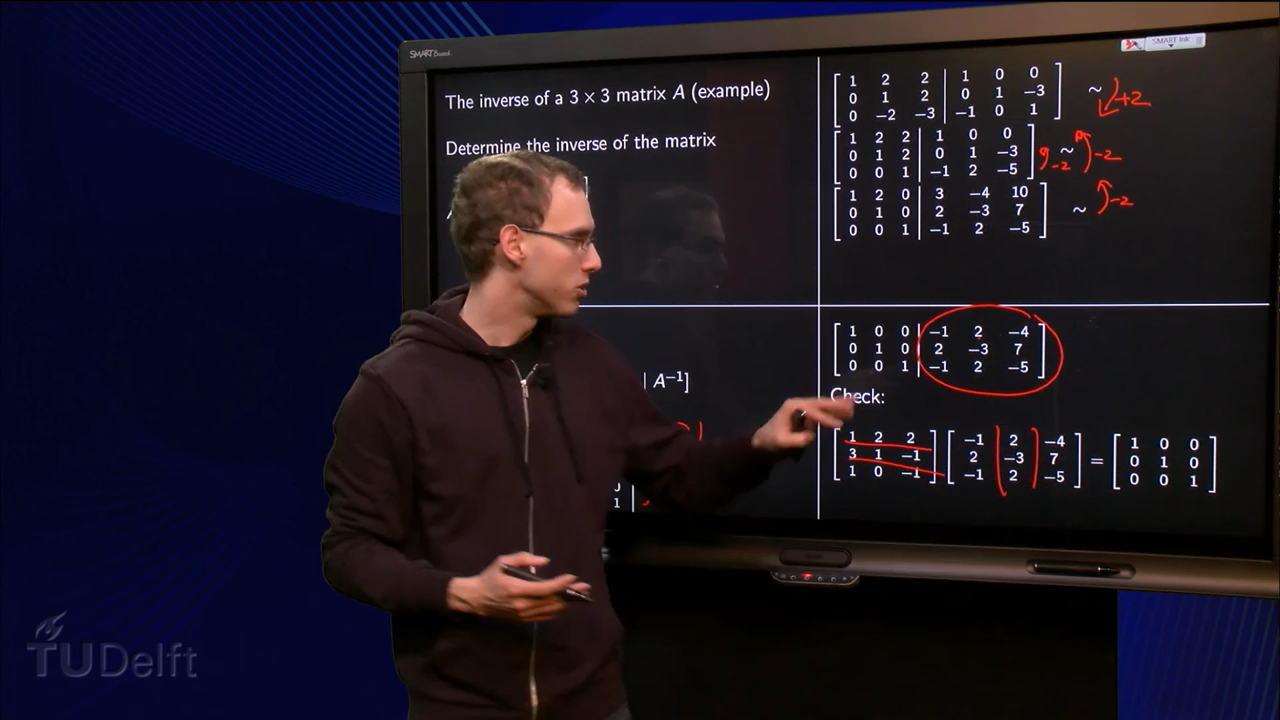 SMART Board
SMART Ink
The inverse of a 3 × 3 matrix A (example)
Determine the inverse of the matrix
| A⁻¹]
1 |
[ 1 2 2 | 1 0 0 ]
[ 0 1 2 | 0 1 −3 ] ~ +2
[ 0 −2 −3 | −1 0 1 ]
[ 1 2 2 | 1 0 0 ]
[ 0 1 2 | 0 1 −3 ] −2 ~ −2
[ 0 0 1 | −1 2 −5 ]
[ 1 2 0 | 3 −4 10 ]
[ 0 1 0 | 2 −3 7 ] ~ −2
[ 0 0 1 | −1 2 −5 ]
[ 1 0 0 | −1 2 −4 ]
[ 0 1 0 | 2 −3 7 ]
[ 0 0 1 | −1 2 −5 ]
Check:
[ 1 2 2 ] [ −1 2 −4 ] [ 1 0 0 ]
[ 3 1 −1 ] [ 2 −3 7 ] = [ 0 1 0 ]
[ 1 0 −1 ] [ −1 2 −5 ] [ 0 0 1 ]
TU Delft